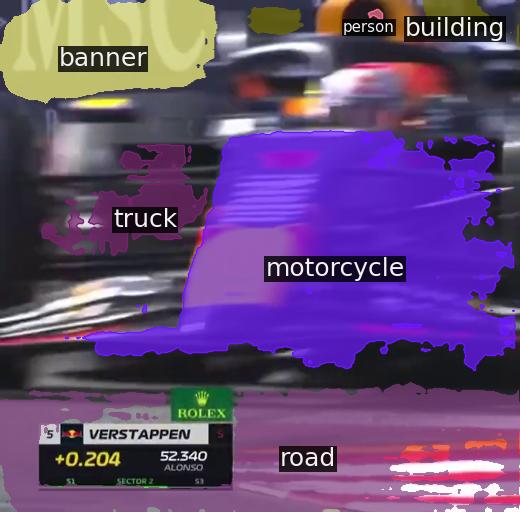 MSC
banner
person
building
truck
motorcycle
ROLEX
5 VERSTAPPEN 5
+0.204 52.340
ALONSO
S1 SECTOR 2 S3
road